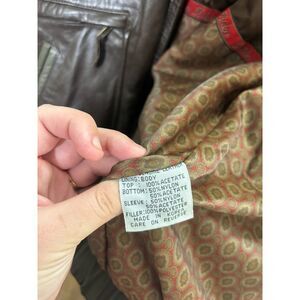 LINING:BODY
TOP : 100%ACETATE
BOTTOM: 50%NYLON
50%ACETATE
SLEEVE : 50%NYLON
50%ACETATE
FILLER:100%POLYESTER
MADE IN KOREA
CARE ON REVERSE